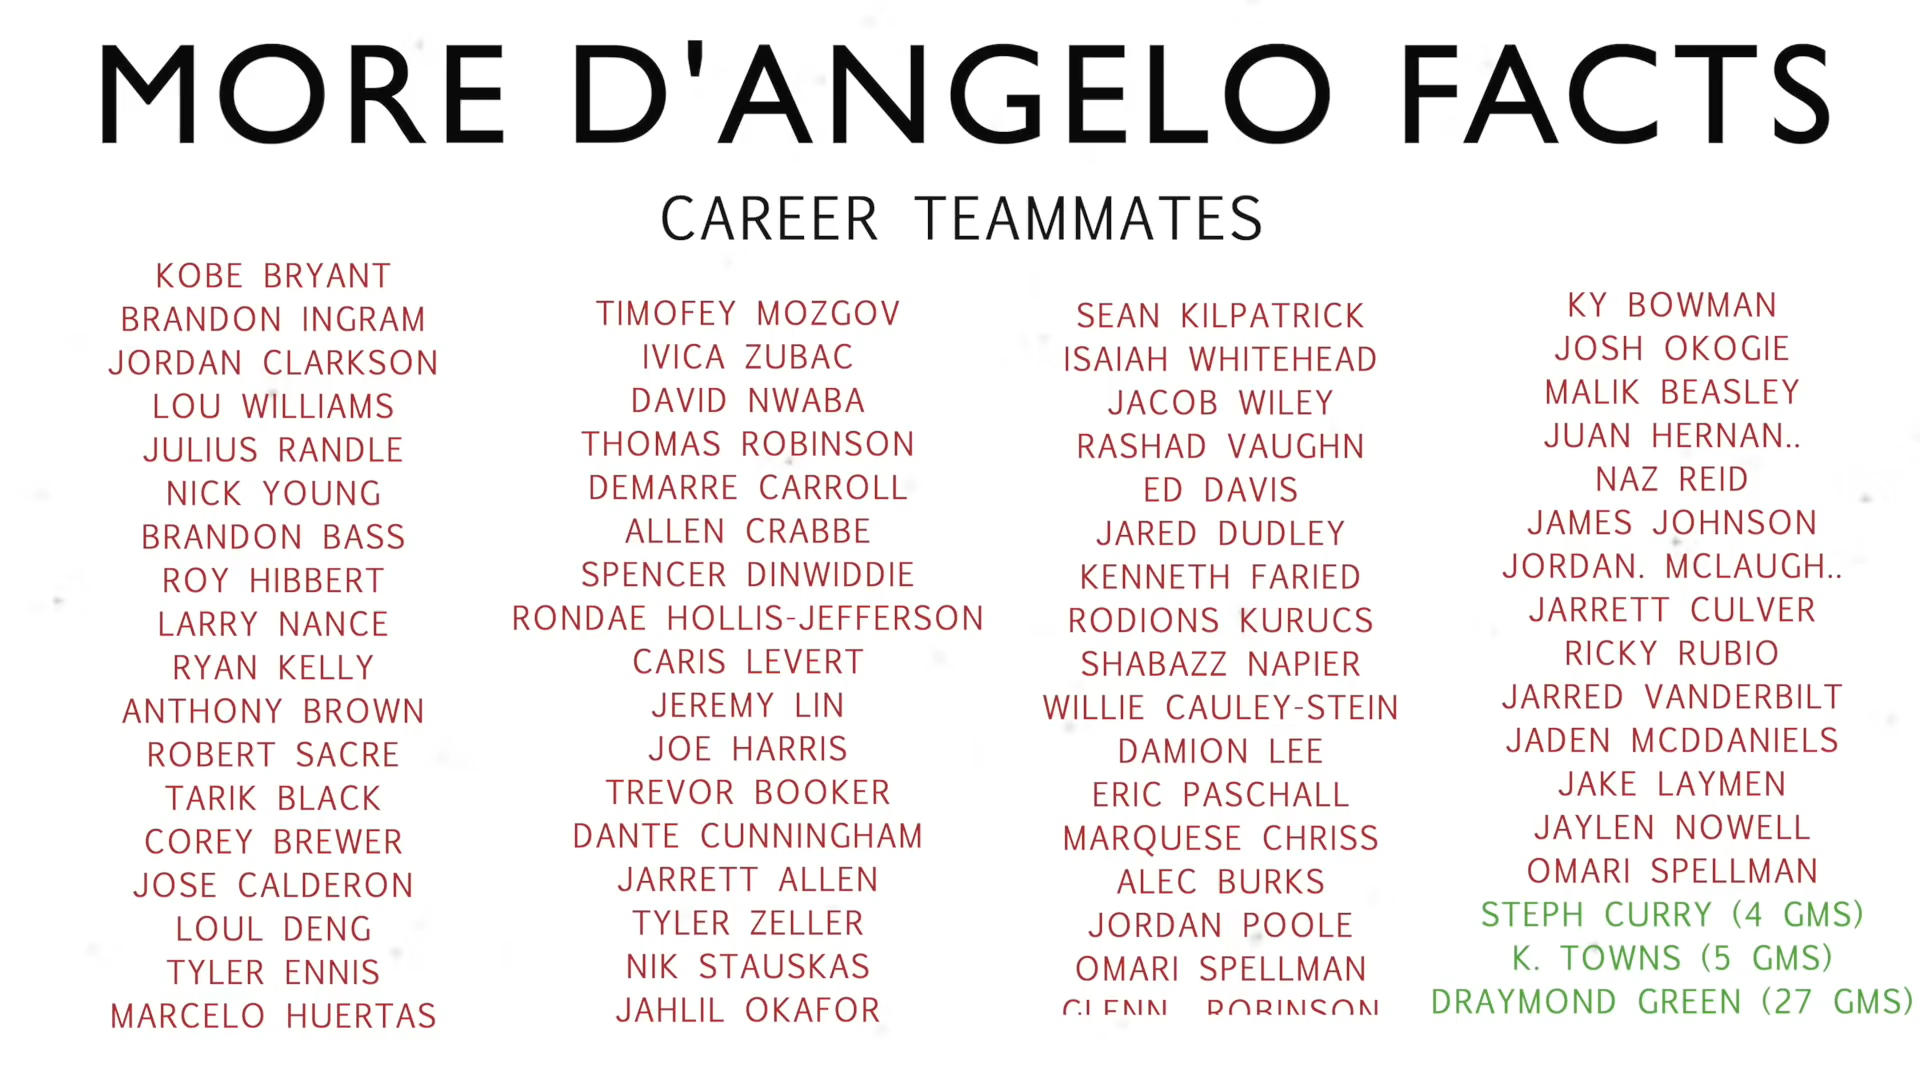 MORE D'ANGELO FACTS
CAREER TEAMMATES
KOBE BRYANT
BRANDON INGRAM
JORDAN CLARKSON
LOU WILLIAMS
JULIUS RANDLE
NICK YOUNG
BRANDON BASS
ROY HIBBERT
LARRY NANCE
RYAN KELLY
ANTHONY BROWN
ROBERT SACRE
TARIK BLACK
COREY BREWER
JOSE CALDERON
LOUL DENG
TYLER ENNIS
MARCELO HUERTAS
TIMOFEY MOZGOV
IVICA ZUBAC
DAVID NWABA
THOMAS ROBINSON
DEMARRE CARROLL
ALLEN CRABBE
SPENCER DINWIDDIE
RONDAE HOLLIS-JEFFERSON
CARIS LEVERT
JEREMY LIN
JOE HARRIS
TREVOR BOOKER
DANTE CUNNINGHAM
JARRETT ALLEN
TYLER ZELLER
NIK STAUSKAS
JAHLIL OKAFOR
SEAN KILPATRICK
ISAIAH WHITEHEAD
JACOB WILEY
RASHAD VAUGHN
ED DAVIS
JARED DUDLEY
KENNETH FARIED
RODIONS KURUCS
SHABAZZ NAPIER
WILLIE CAULEY-STEIN
DAMION LEE
ERIC PASCHALL
MARQUESE CHRISS
ALEC BURKS
JORDAN POOLE
OMARI SPELLMAN
GLENN ROBINSON
KY BOWMAN
JOSH OKOGIE
MALIK BEASLEY
JUAN HERNAN..
NAZ REID
JAMES JOHNSON
JORDAN. MCLAUGH..
JARRETT CULVER
RICKY RUBIO
JARRED VANDERBILT
JADEN MCDDANIELS
JAKE LAYMEN
JAYLEN NOWELL
OMARI SPELLMAN
STEPH CURRY (4 GMS)
K. TOWNS (5 GMS)
DRAYMOND GREEN (27 GMS)